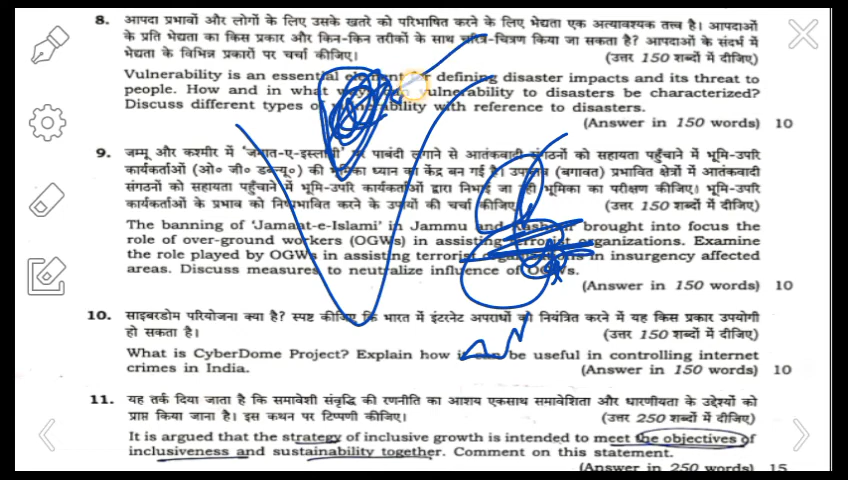 8. आपदा प्रभावों और लोगों के लिए उसके खतरे को परिभाषित करने के लिए भेद्यता एक अत्यावश्यक तत्त्व है। आपदाओं
के प्रति भेद्यता का किस प्रकार और किन-किन तरीकों के साथ चरित्र-चित्रण किया जा सकता है? आपदाओं के संदर्भ में
भेद्यता के विभिन्न प्रकारों पर चर्चा कीजिए। (उत्तर 150 शब्दों में दीजिए)
Vulnerability is an essential element for defining disaster impacts and its threat to
people. How and in what ways can vulnerability to disasters be characterized?
Discuss different types of vulnerability with reference to disasters.
(Answer in 150 words) 10
9. जम्मू और कश्मीर में 'जमात-ए-इस्लामी' पर पाबंदी लगाने से आतंकवादी संगठनों को सहायता पहुँचाने में भूमि-उपरि
कार्यकर्ताओं (ओ० जी० डब्ल्यू०) की भूमिका ध्यान का केंद्र बन गई है। उपप्लव (बगावत) प्रभावित क्षेत्रों में आतंकवादी
संगठनों को सहायता पहुँचाने में भूमि-उपरि कार्यकर्ताओं द्वारा निभाई जा रही भूमिका का परीक्षण कीजिए। भूमि-उपरि
कार्यकर्ताओं के प्रभाव को निष्प्रभावित करने के उपायों की चर्चा कीजिए। (उत्तर 150 शब्दों में दीजिए)
The banning of 'Jamaat-e-Islami' in Jammu and Kashmir brought into focus the
role of over-ground workers (OGWs) in assisting terrorist organizations. Examine
the role played by OGWs in assisting terrorist organizations in insurgency affected
areas. Discuss measures to neutralize influence of OGWs.
(Answer in 150 words) 10
10. साइबरडोम परियोजना क्या है? स्पष्ट कीजिए कि भारत में इंटरनेट अपराधों को नियंत्रित करने में यह किस प्रकार उपयोगी
हो सकता है। (उत्तर 150 शब्दों में दीजिए)
What is CyberDome Project? Explain how it can be useful in controlling internet
crimes in India. (Answer in 150 words) 10
11. यह तर्क दिया जाता है कि समावेशी संवृद्धि की रणनीति का आशय एकसाथ समावेशिता और धारणीयता के उद्देश्यों को
प्राप्त किया जाना है। इस कथन पर टिप्पणी कीजिए। (उत्तर 250 शब्दों में दीजिए)
It is argued that the strategy of inclusive growth is intended to meet the objectives of
inclusiveness and sustainability together. Comment on this statement.
(Answer in 250 words) 15